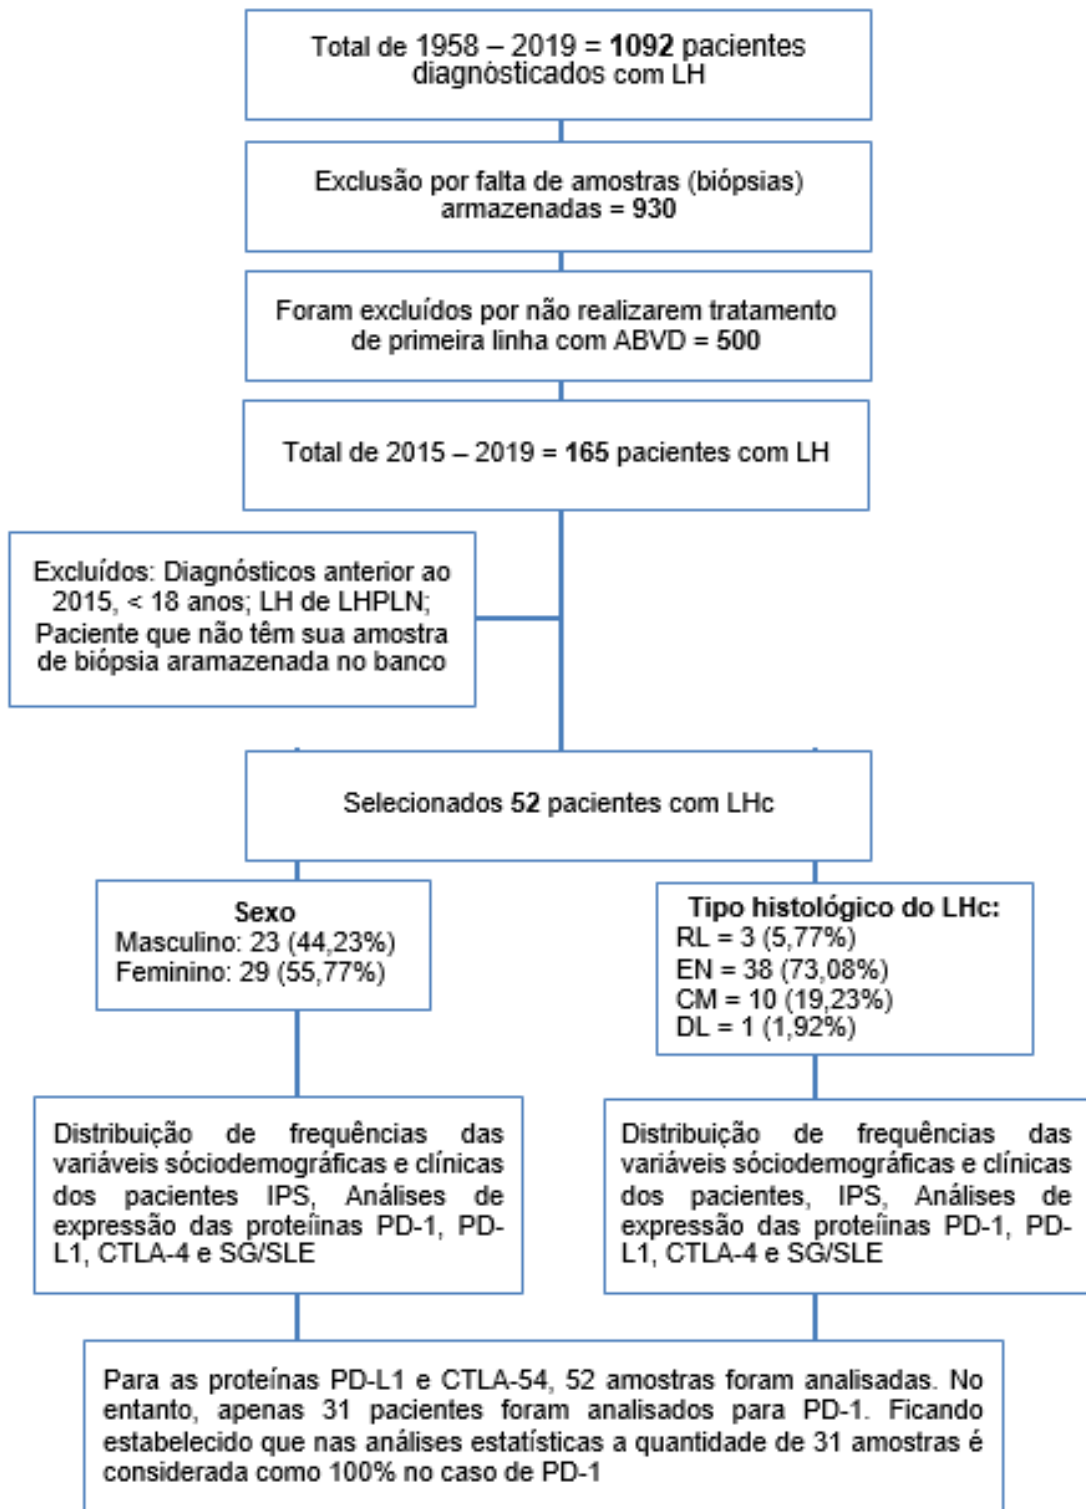 Total de 1958 – 2019 = 1092 pacientes
diagnósticados com LH
Exclusão por falta de amostras (biópsias)
armazenadas = 930
Foram excluídos por não realizarem tratamento
de primeira linha com ABVD = 500
Total de 2015 – 2019 = 165 pacientes com LH
Excluídos: Diagnósticos anterior ao
2015, < 18 anos; LH de LHPLN;
Paciente que não têm sua amostra
de biópsia aramazenada no banco
Selecionados 52 pacientes com LHc
Sexo
Masculino: 23 (44,23%)
Feminino: 29 (55,77%)
Tipo histológico do LHc:
RL = 3 (5,77%)
EN = 38 (73,08%)
CM = 10 (19,23%)
DL = 1 (1,92%)
Distribuição de frequências das
variáveis sóciodemográficas e clínicas
dos pacientes IPS, Análises de
expressão das proteíinas PD-1, PD-
L1, CTLA-4 e SG/SLE
Distribuição de frequências das
variáveis sóciodemográficas e clínicas
dos pacientes, IPS, Análises de
expressão das proteíinas PD-1, PD-
L1, CTLA-4 e SG/SLE
Para as proteínas PD-L1 e CTLA-54, 52 amostras foram analisadas. No
entanto, apenas 31 pacientes foram analisados para PD-1. Ficando
estabelecido que nas análises estatísticas a quantidade de 31 amostras é
considerada como 100% no caso de PD-1